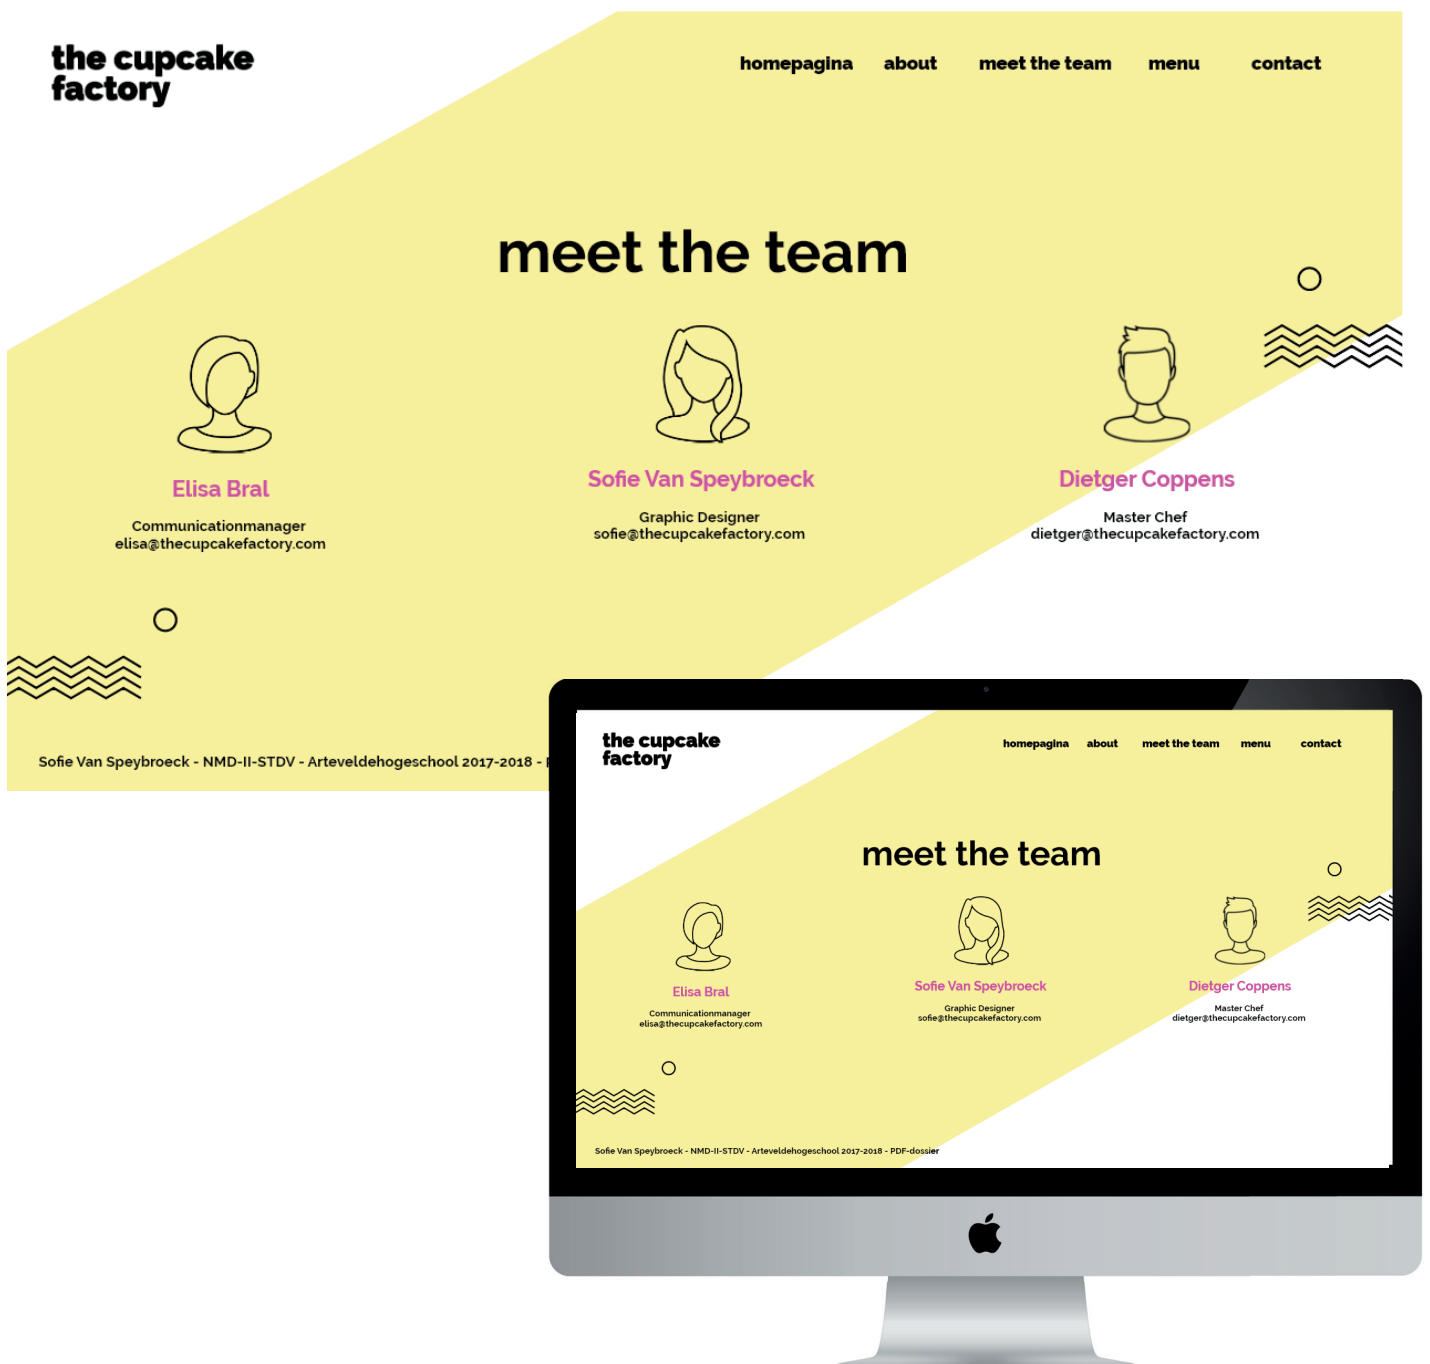 the cupcake
factory
homepagina about meet the team menu contact
meet the team
Elisa Bral
Communicationmanager
elisa@thecupcakefactory.com
Sofie Van Speybroeck
Graphic Designer
sofie@thecupcakefactory.com
Dietger Coppens
Master Chef
dietger@thecupcakefactory.com
Sofie Van Speybroeck - NMD-II-STDV - Arteveldehogeschool 2017-2018 -
the cupcake
factory
homepagina about meet the team menu contact
meet the team
Elisa Bral
Communicationmanager
elisa@thecupcakefactory.com
Sofie Van Speybroeck
Graphic Designer
sofie@thecupcakefactory.com
Dietger Coppens
Master Chef
dietger@thecupcakefactory.com
Sofie Van Speybroeck - NMD-II-STDV - Arteveldehogeschool 2017-2018 - PDF-dossier